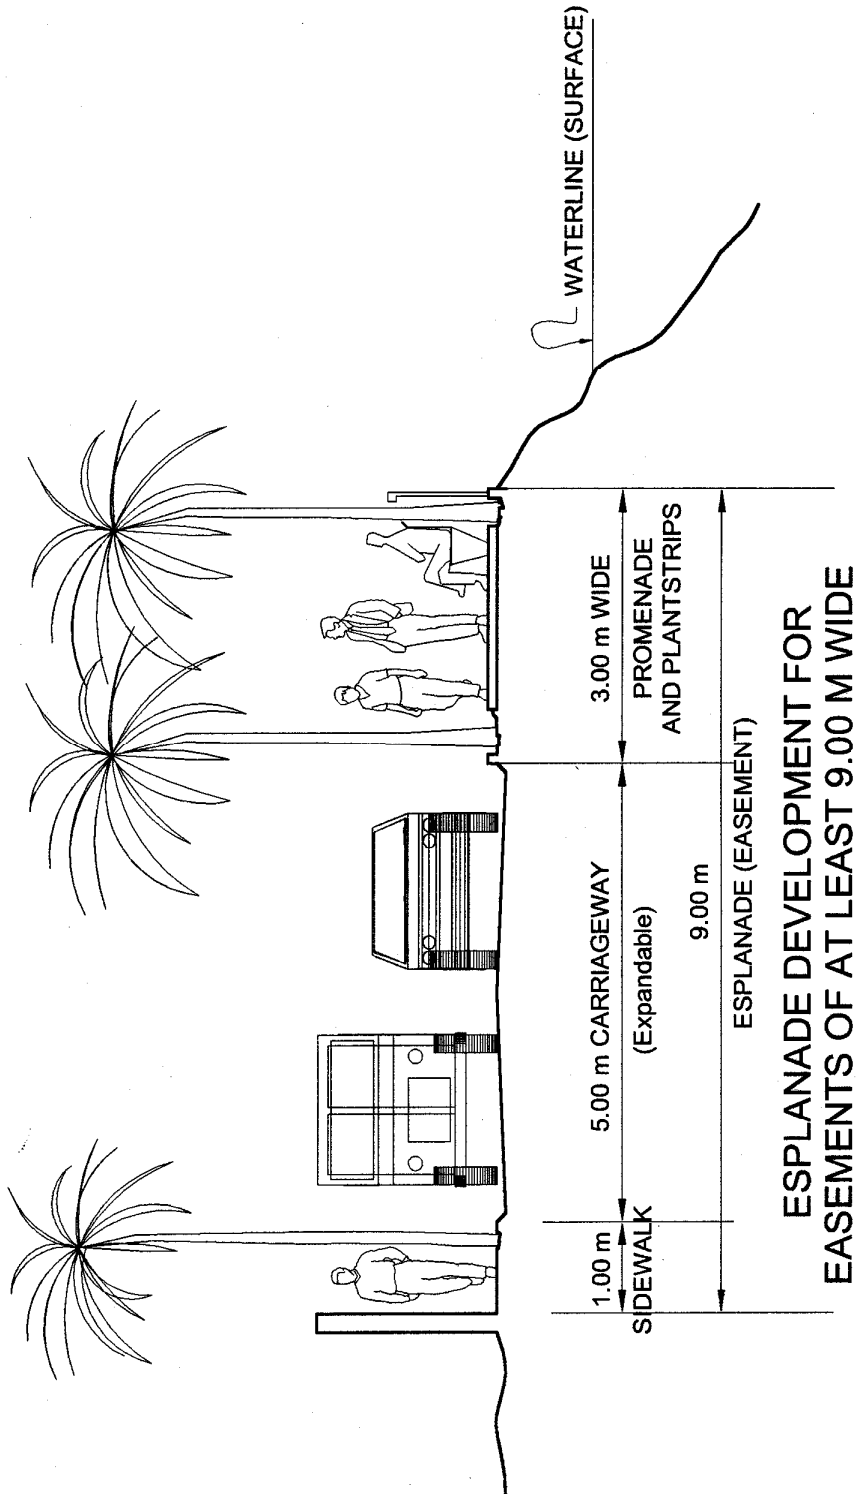 WATERLINE (SURFACE)
1.00 m
SIDEWALK
5.00 m CARRIAGEWAY
(Expandable)
3.00 m WIDE
PROMENADE
AND PLANTSTRIPS
9.00 m
ESPLANADE (EASEMENT)
ESPLANADE DEVELOPMENT FOR
EASEMENTS OF AT LEAST 9.00 M WIDE